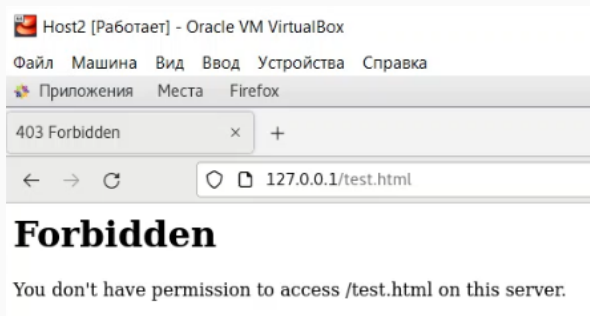 Host2 [Работает] - Oracle VM VirtualBox
Файл Машина Вид Ввод Устройства Справка
Приложения Места Firefox
403 Forbidden × +
127.0.0.1/test.html
Forbidden
You don't have permission to access /test.html on this server.